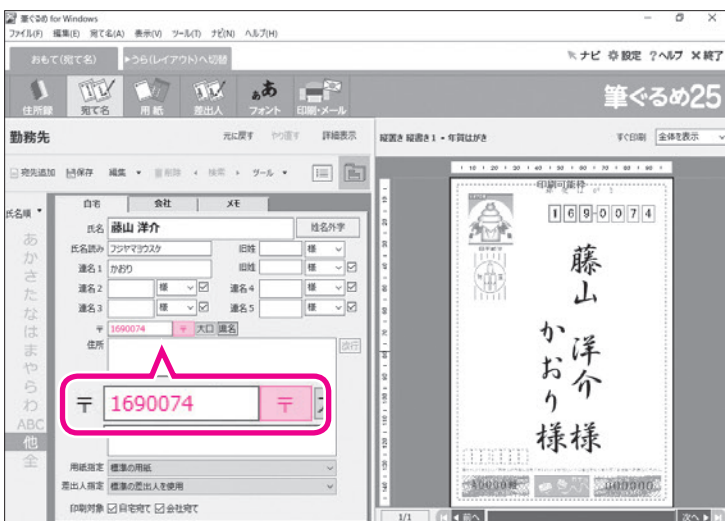 筆ぐるめ for Windows
ファイル(F) 編集(E) 宛て名(A) 表示(V) ツール(T) ナビ(N) ヘルプ(H)
おもて(宛て名) ▶うら(レイアウト)へ切替 ナビ 設定 ?ヘルプ ×終了
住所録 宛て名 用紙 差出人 フォント 印刷・メール 筆ぐるめ25
勤務先 元に戻す やり直す 詳細表示
縦置き 縦書き1 - 年賀はがき すぐ印刷 全体を表示
宛先追加 保存 編集 ▼ 削除 検索 ツール ▼
氏名順 ▼
自宅 会社 メモ
氏名 藤山 洋介 姓名外字
氏名読み フジヤマヨウスケ 旧姓 様
連名1 かおり 旧姓 様
連名2 様 連名4 様
連名3 様 連名5 様
〒 1690074 〒 大口 連名
住所 改行
〒 1690074 〒
用紙指定 標準の用紙
差出人指定 標準の差出人を使用
印刷対象 自宅宛て 会社宛て
あ
か
さ
た
な
は
ま
や
ら
わ
ABC
他
全
印刷可能枠
1690074
藤山 洋介 様
かおり 様
1/1 前へ 次へ